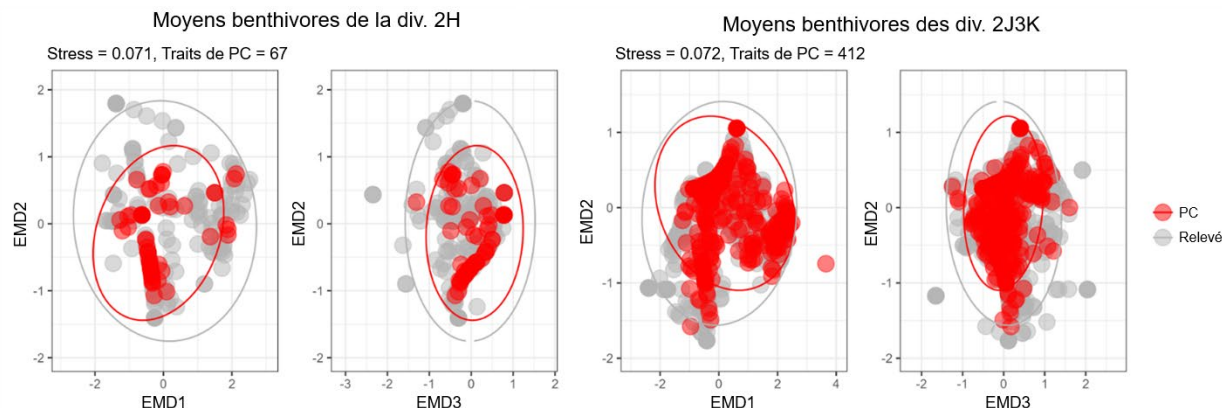 Moyens benthivores de la div. 2H
Stress = 0.071, Traits de PC = 67
EMD2
2
1
0
-1
-2
-2
0
2
EMD1
EMD2
2
1
0
-1
-2
-3
-2
-1
0
1
2
EMD3
Moyens benthivores des div. 2J3K
Stress = 0.072, Traits de PC = 412
EMD2
1
0
-1
-2
-2
0
2
4
EMD1
EMD2
1
0
-1
-2
-2
-1
0
1
2
3
EMD3
PC
Relevé